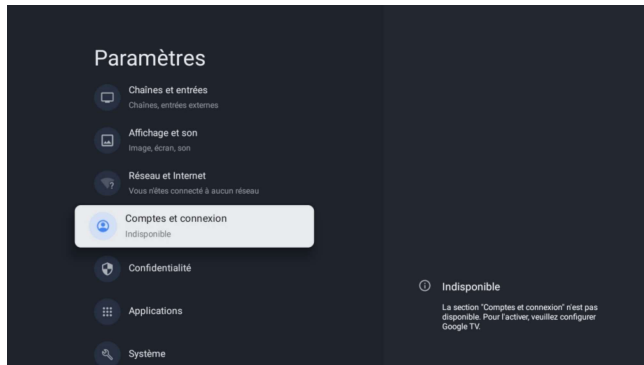 Paramètres
Chaînes et entrées
Chaînes, entrées externes
Affichage et son
Image, écran, son
Réseau et Internet
Vous n'êtes connecté à aucun réseau
Comptes et connexion
Indisponible
Confidentialité
Applications
Système
Indisponible
La section "Comptes et connexion" n'est pas
disponible. Pour l'activer, veuillez configurer
Google TV.